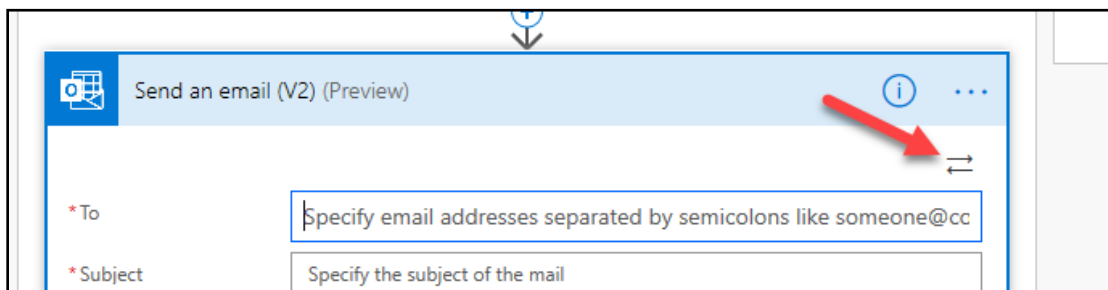 Send an email (V2) (Preview)
*To
Specify email addresses separated by semicolons like someone@cc
*Subject
Specify the subject of the mail